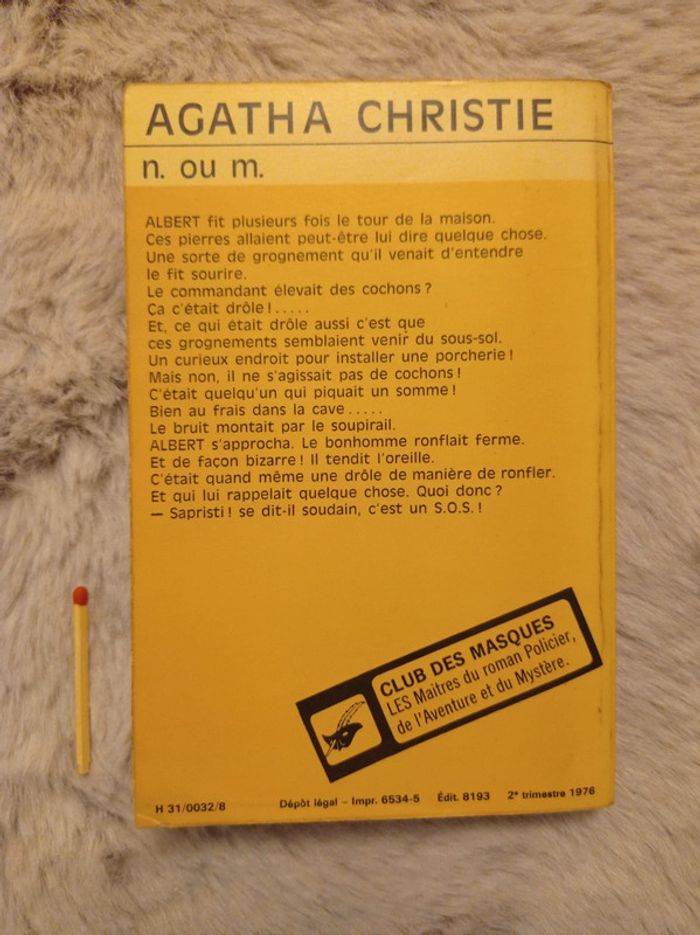 AGATHA CHRISTIE
n. ou m.
ALBERT fit plusieurs fois le tour de la maison.
Ces pierres allaient peut-être lui dire quelque chose.
Une sorte de grognement qu'il venait d'entendre
le fit sourire.
Le commandant élevait des cochons ?
Ça c'était drôle !.....
Et, ce qui était drôle aussi c'est que
ces grognements semblaient venir du sous-sol.
Un curieux endroit pour installer une porcherie !
Mais non, il ne s'agissait pas de cochons !
C'était quelqu'un qui piquait un somme !
Bien au frais dans la cave.....
Le bruit montait par le soupirail.
ALBERT s'approcha. Le bonhomme ronflait ferme.
Et de façon bizarre ! Il tendit l'oreille.
C'était quand même une drôle de manière de ronfler.
Et qui lui rappelait quelque chose. Quoi donc ?
— Sapristi ! se dit-il soudain, c'est un S.O.S. !
CLUB DES MASQUES
LES Maîtres du roman Policier,
de l'Aventure et du Mystère.
H 31/0032/8 Dépôt légal – Impr. 6534-5 Édit. 8193 2e trimestre 1976